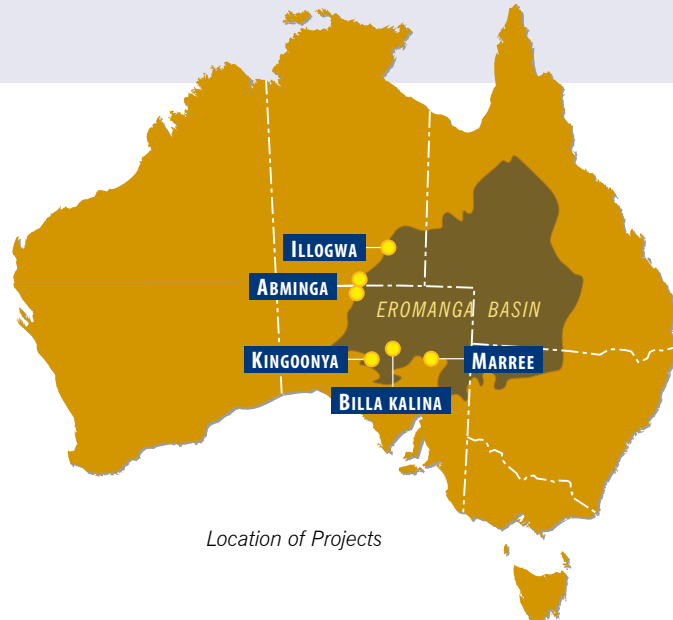 ILLOGWA
ABMINGA
EROMANGA BASIN
KINGOONYA
MARREE
BILLA KALINA
Location of Projects